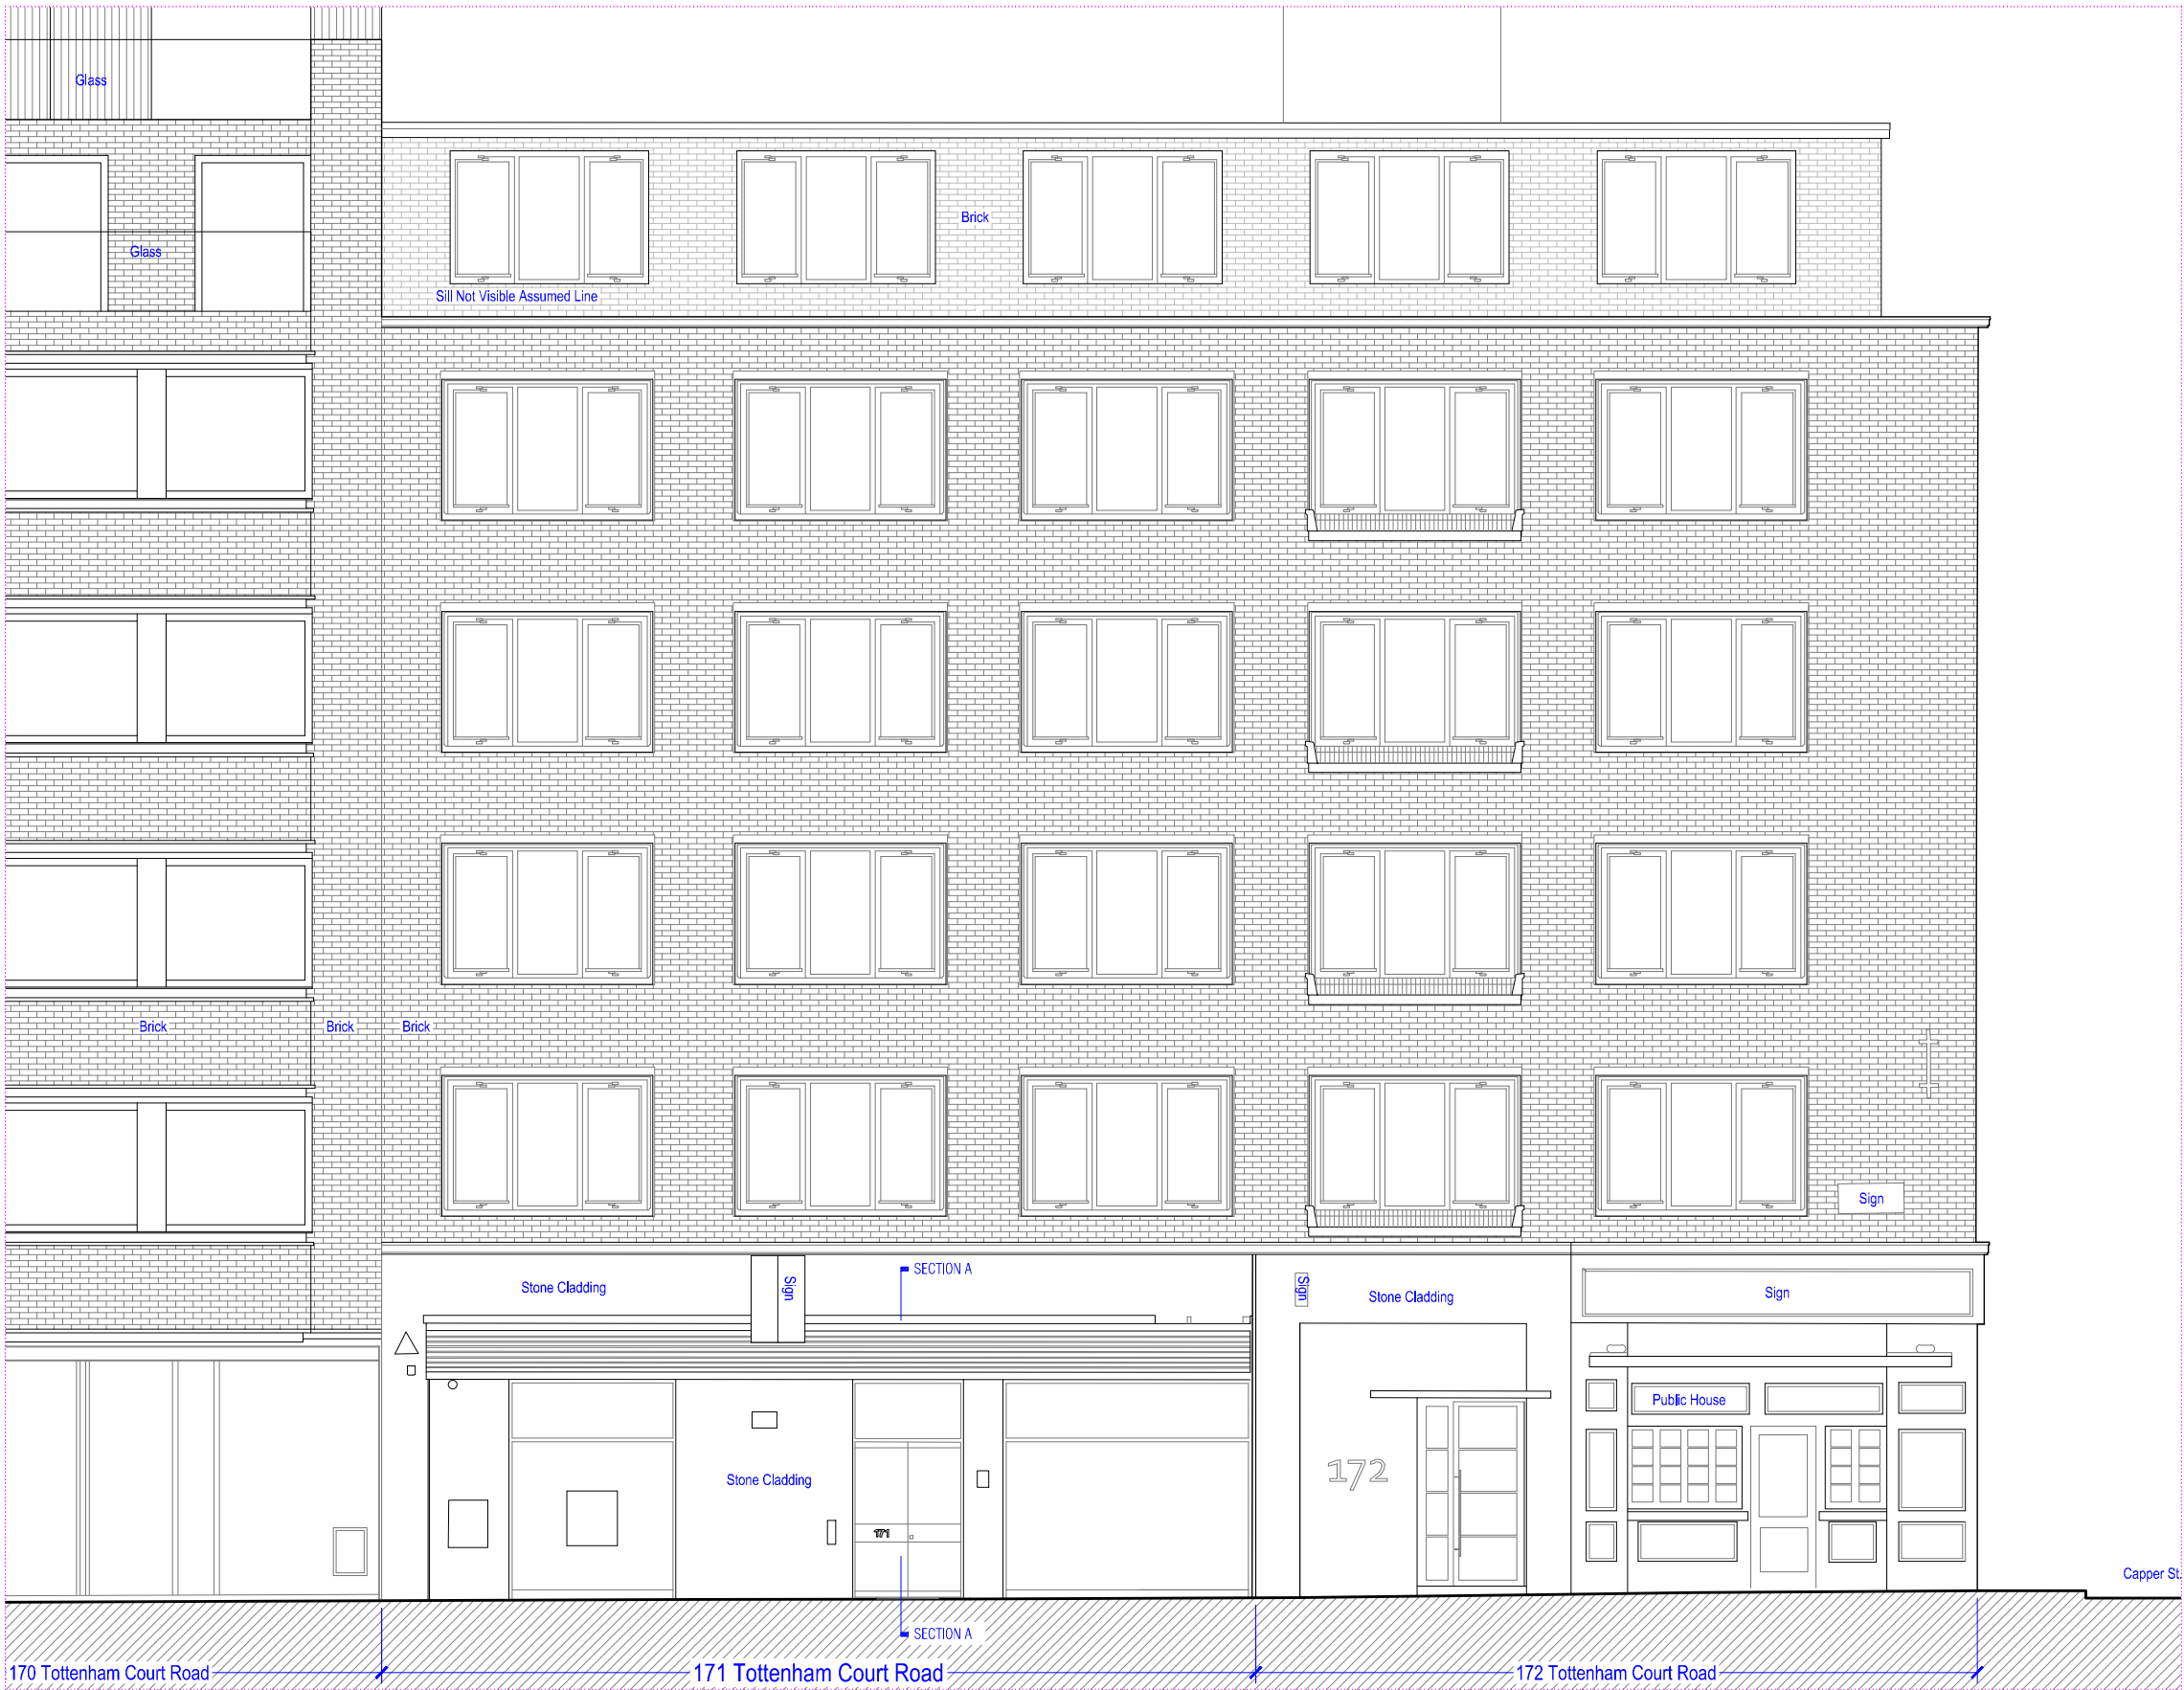 Glass
Brick
Glass
Sill Not Visible Assumed Line
Brick
Brick
Brick
Sign
SECTION A
Stone Cladding
Sign
Sign
Stone Cladding
Sign
Public House
172
Stone Cladding
171
Capper St.
SECTION A
170 Tottenham Court Road
171 Tottenham Court Road
172 Tottenham Court Road